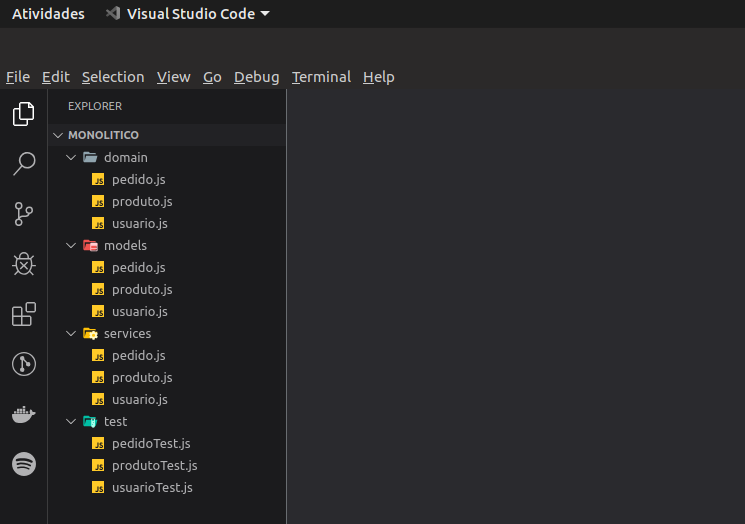 Atividades Visual Studio Code
File Edit Selection View Go Debug Terminal Help
EXPLORER
MONOLITICO
domain
JS pedido.js
JS produto.js
JS usuario.js
models
JS pedido.js
JS produto.js
JS usuario.js
services
JS pedido.js
JS produto.js
JS usuario.js
test
JS pedidoTest.js
JS produtoTest.js
JS usuarioTest.js